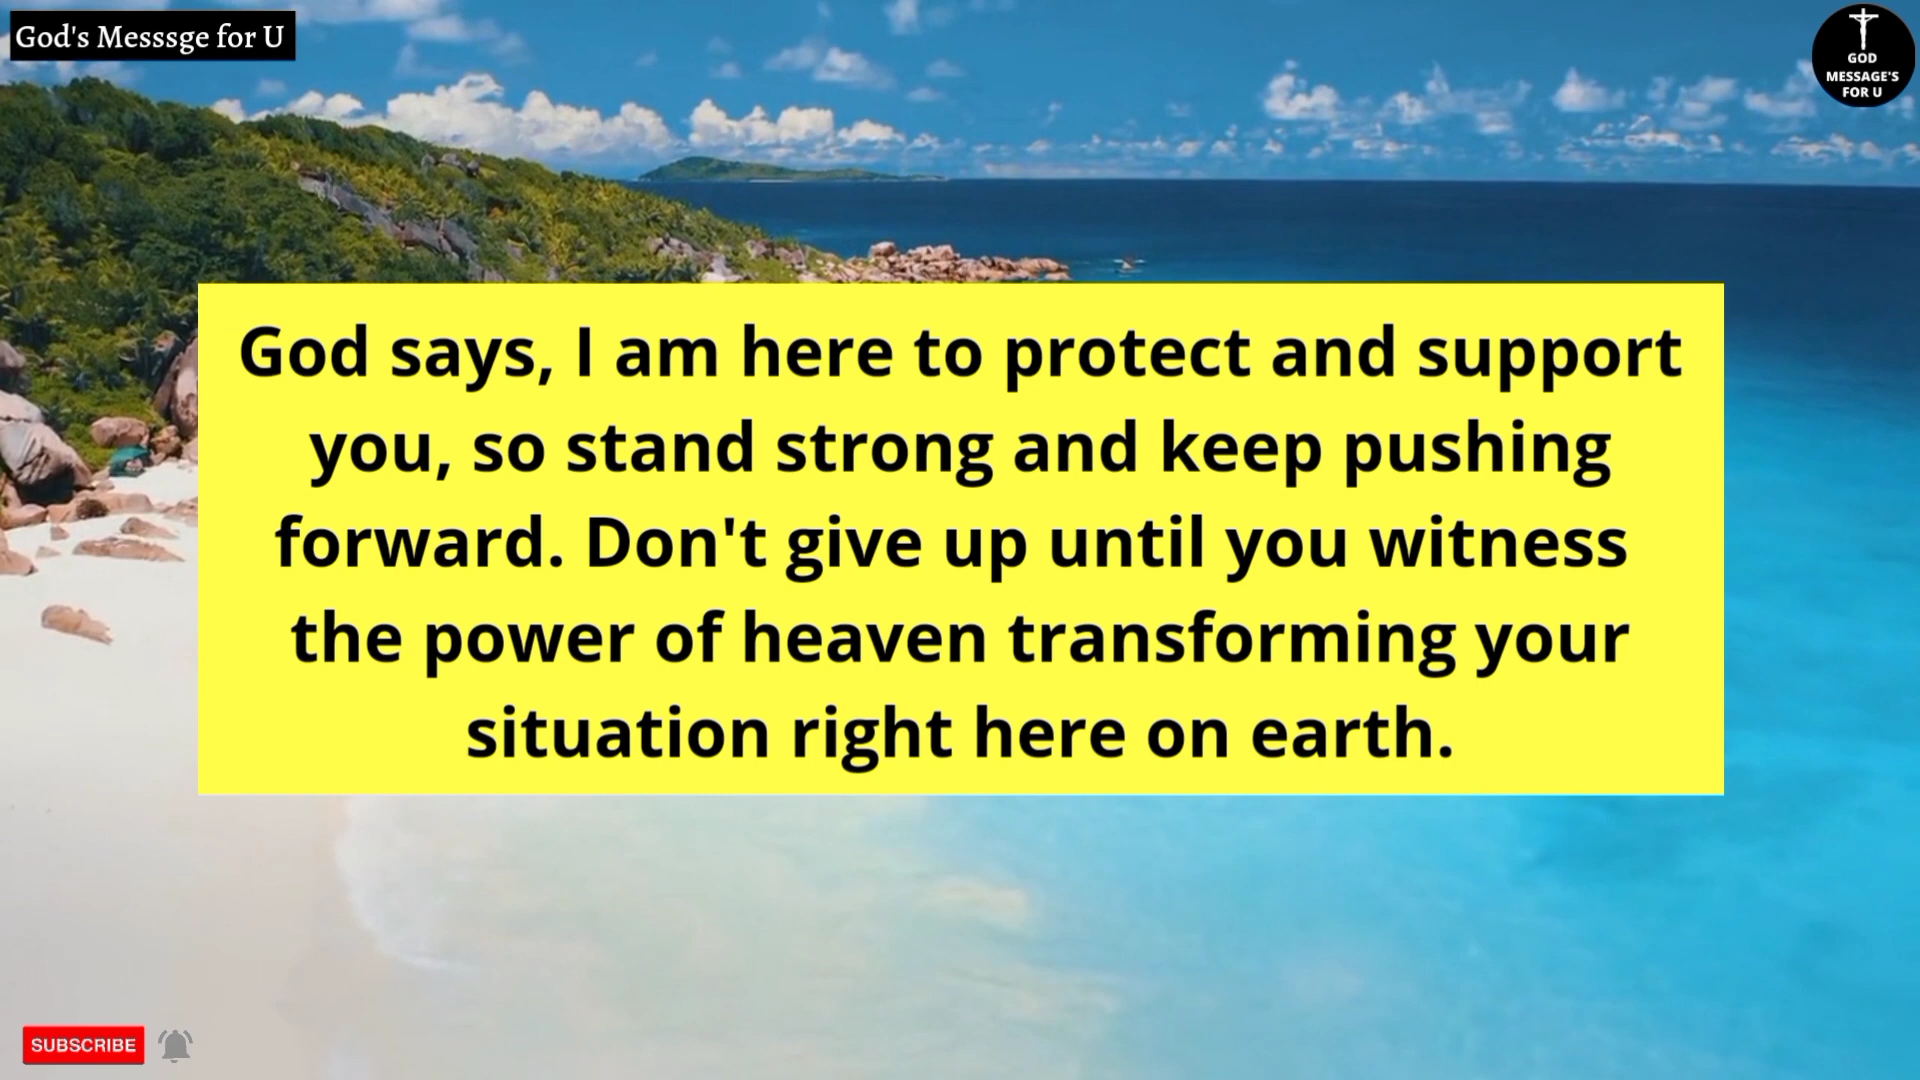 God's Messsge for U
GOD
MESSAGE'S
FOR U
God says, I am here to protect and support
you, so stand strong and keep pushing
forward. Don't give up until you witness
the power of heaven transforming your
situation right here on earth.
SUBSCRIBE